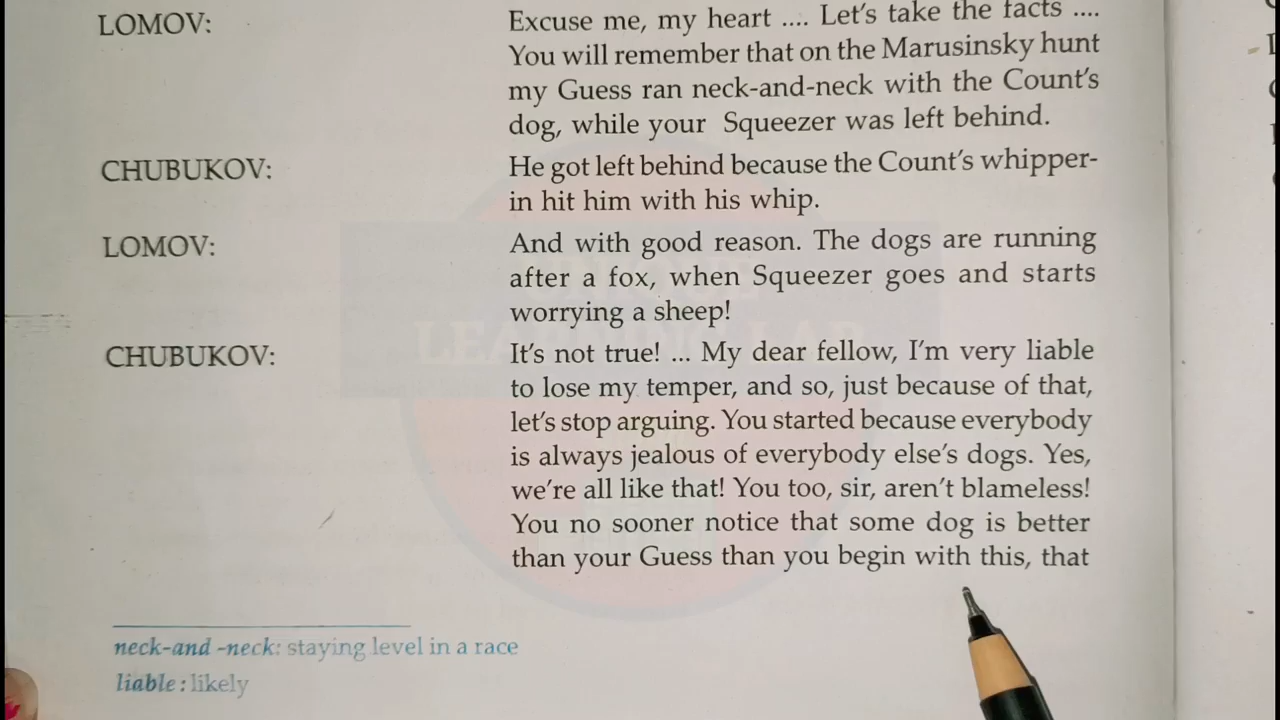 LOMOV: Excuse me, my heart .... Let's take the facts ....
You will remember that on the Marusinsky hunt
my Guess ran neck-and-neck with the Count's
dog, while your Squeezer was left behind.
CHUBUKOV: He got left behind because the Count's whipper-
in hit him with his whip.
LOMOV: And with good reason. The dogs are running
after a fox, when Squeezer goes and starts
worrying a sheep!
CHUBUKOV: It's not true! ... My dear fellow, I'm very liable
to lose my temper, and so, just because of that,
let's stop arguing. You started because everybody
is always jealous of everybody else's dogs. Yes,
we're all like that! You too, sir, aren't blameless!
You no sooner notice that some dog is better
than your Guess than you begin with this, that
neck-and -neck: staying level in a race
liable : likely